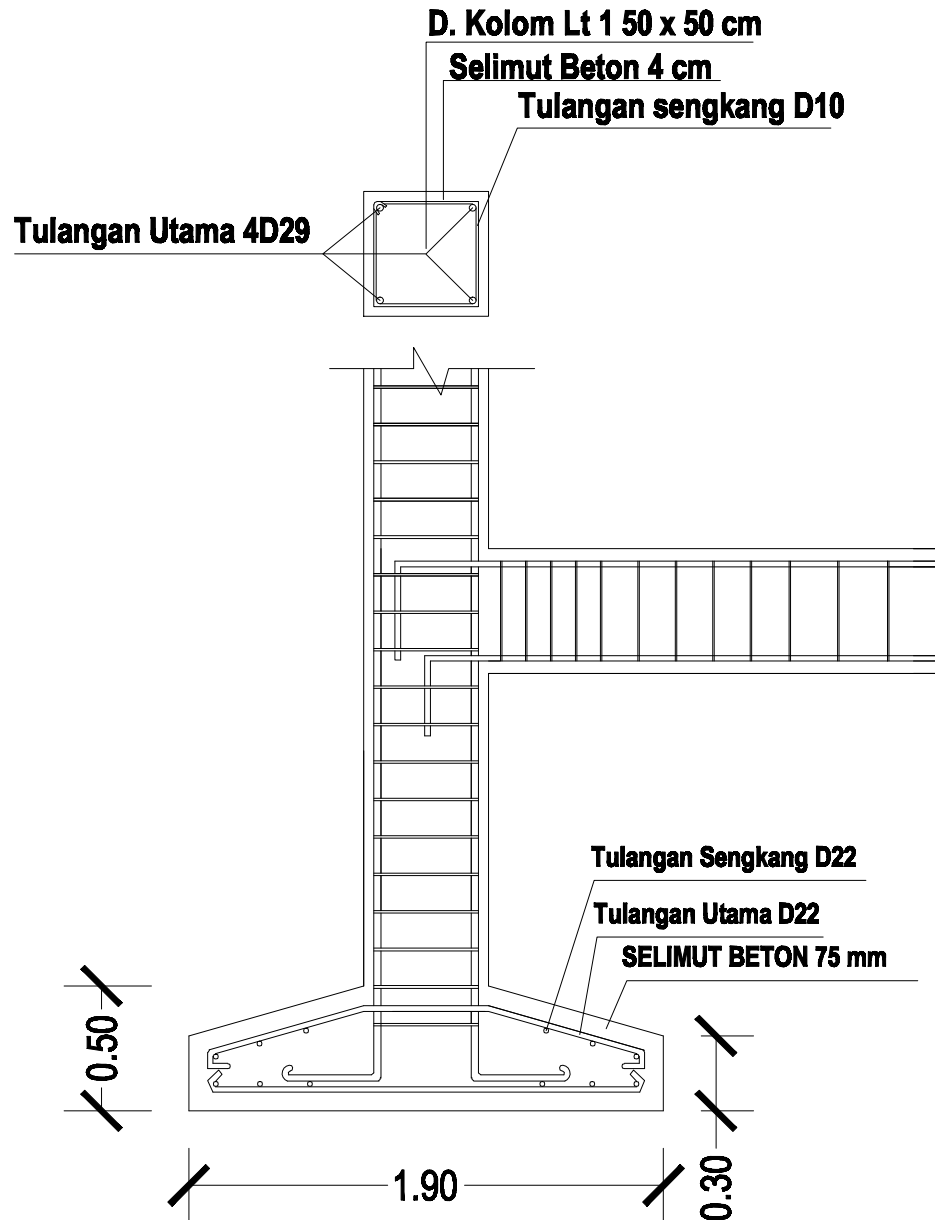 D. Kolom Lt 1 50 x 50 cm
Selimut Beton 4 cm
Tulangan sengkang D10
Tulangan Utama 4D29
Tulangan Sengkang D22
Tulangan Utama D22
SELIMUT BETON 75 mm
0.50
1.90
0.30